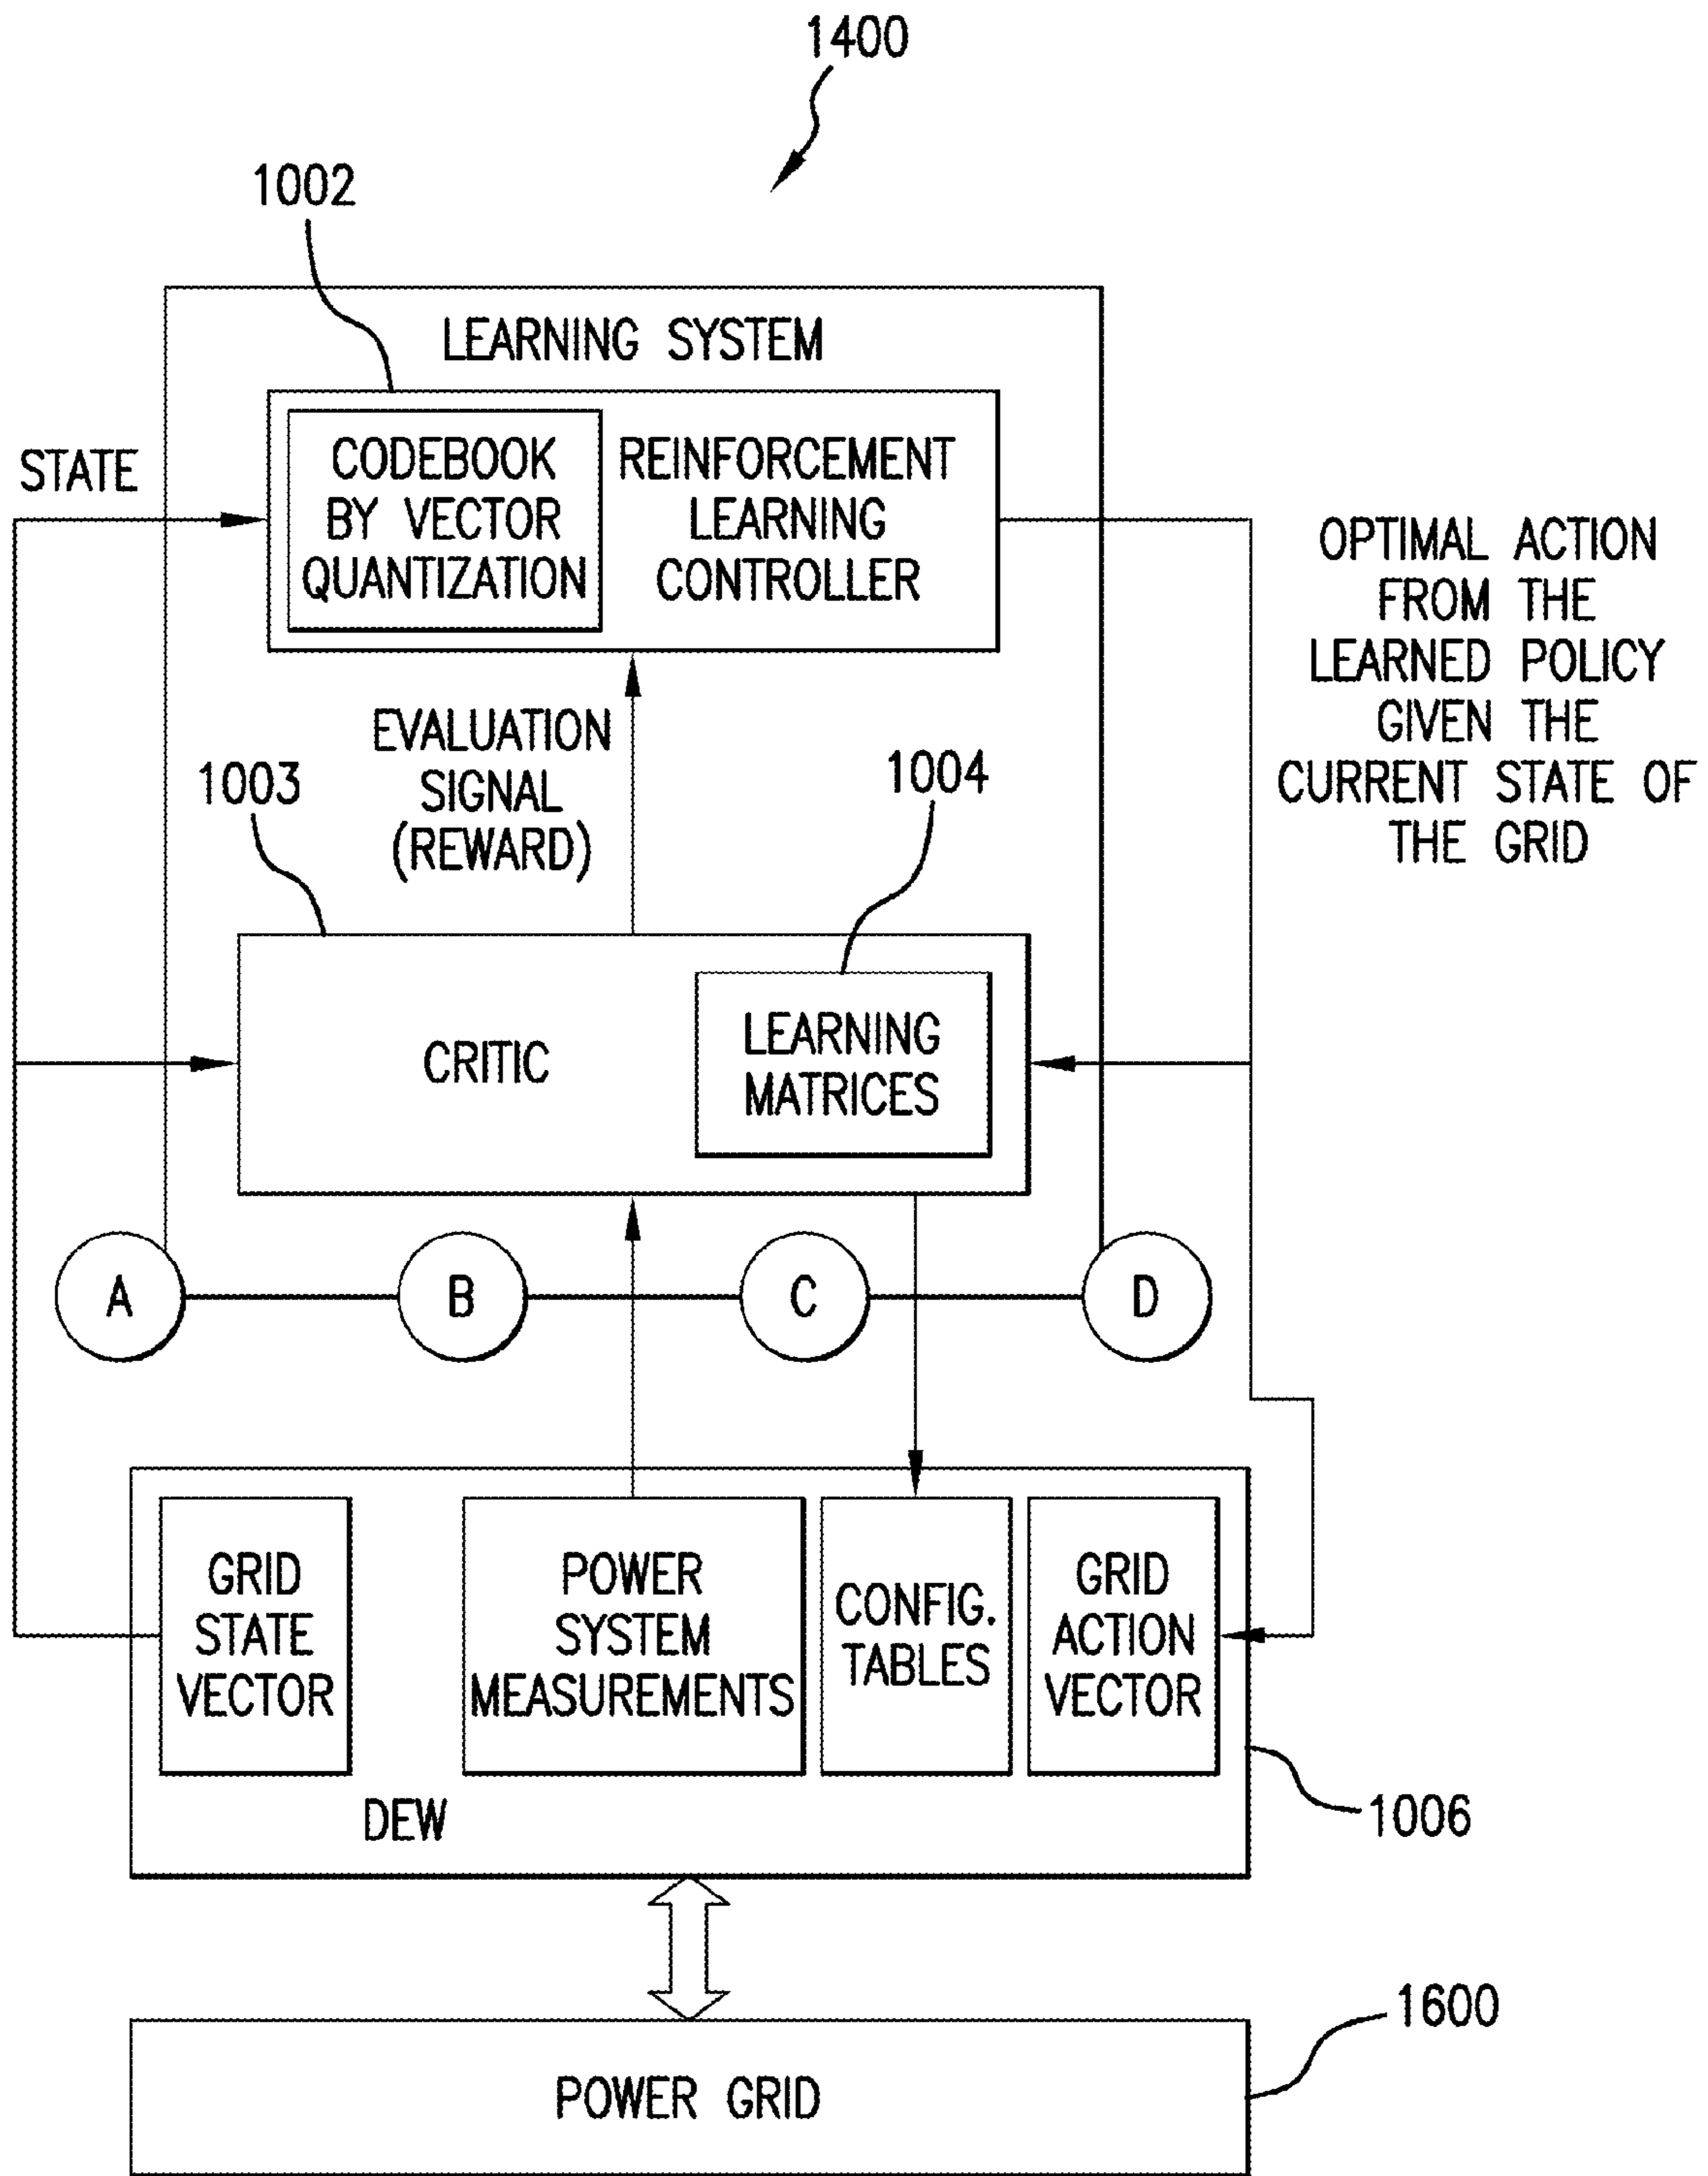 1400
1002
LEARNING SYSTEM
STATE
CODEBOOK
BY VECTOR
QUANTIZATION
REINFORCEMENT
LEARNING
CONTROLLER
OPTIMAL ACTION
FROM THE
LEARNED POLICY
GIVEN THE
CURRENT STATE OF
THE GRID
EVALUATION
SIGNAL
(REWARD)
1003
1004
CRITIC
LEARNING
MATRICES
A
B
C
D
GRID
STATE
VECTOR
POWER
SYSTEM
MEASUREMENTS
CONFIG.
TABLES
GRID
ACTION
VECTOR
DEW
1006
1600
POWER GRID